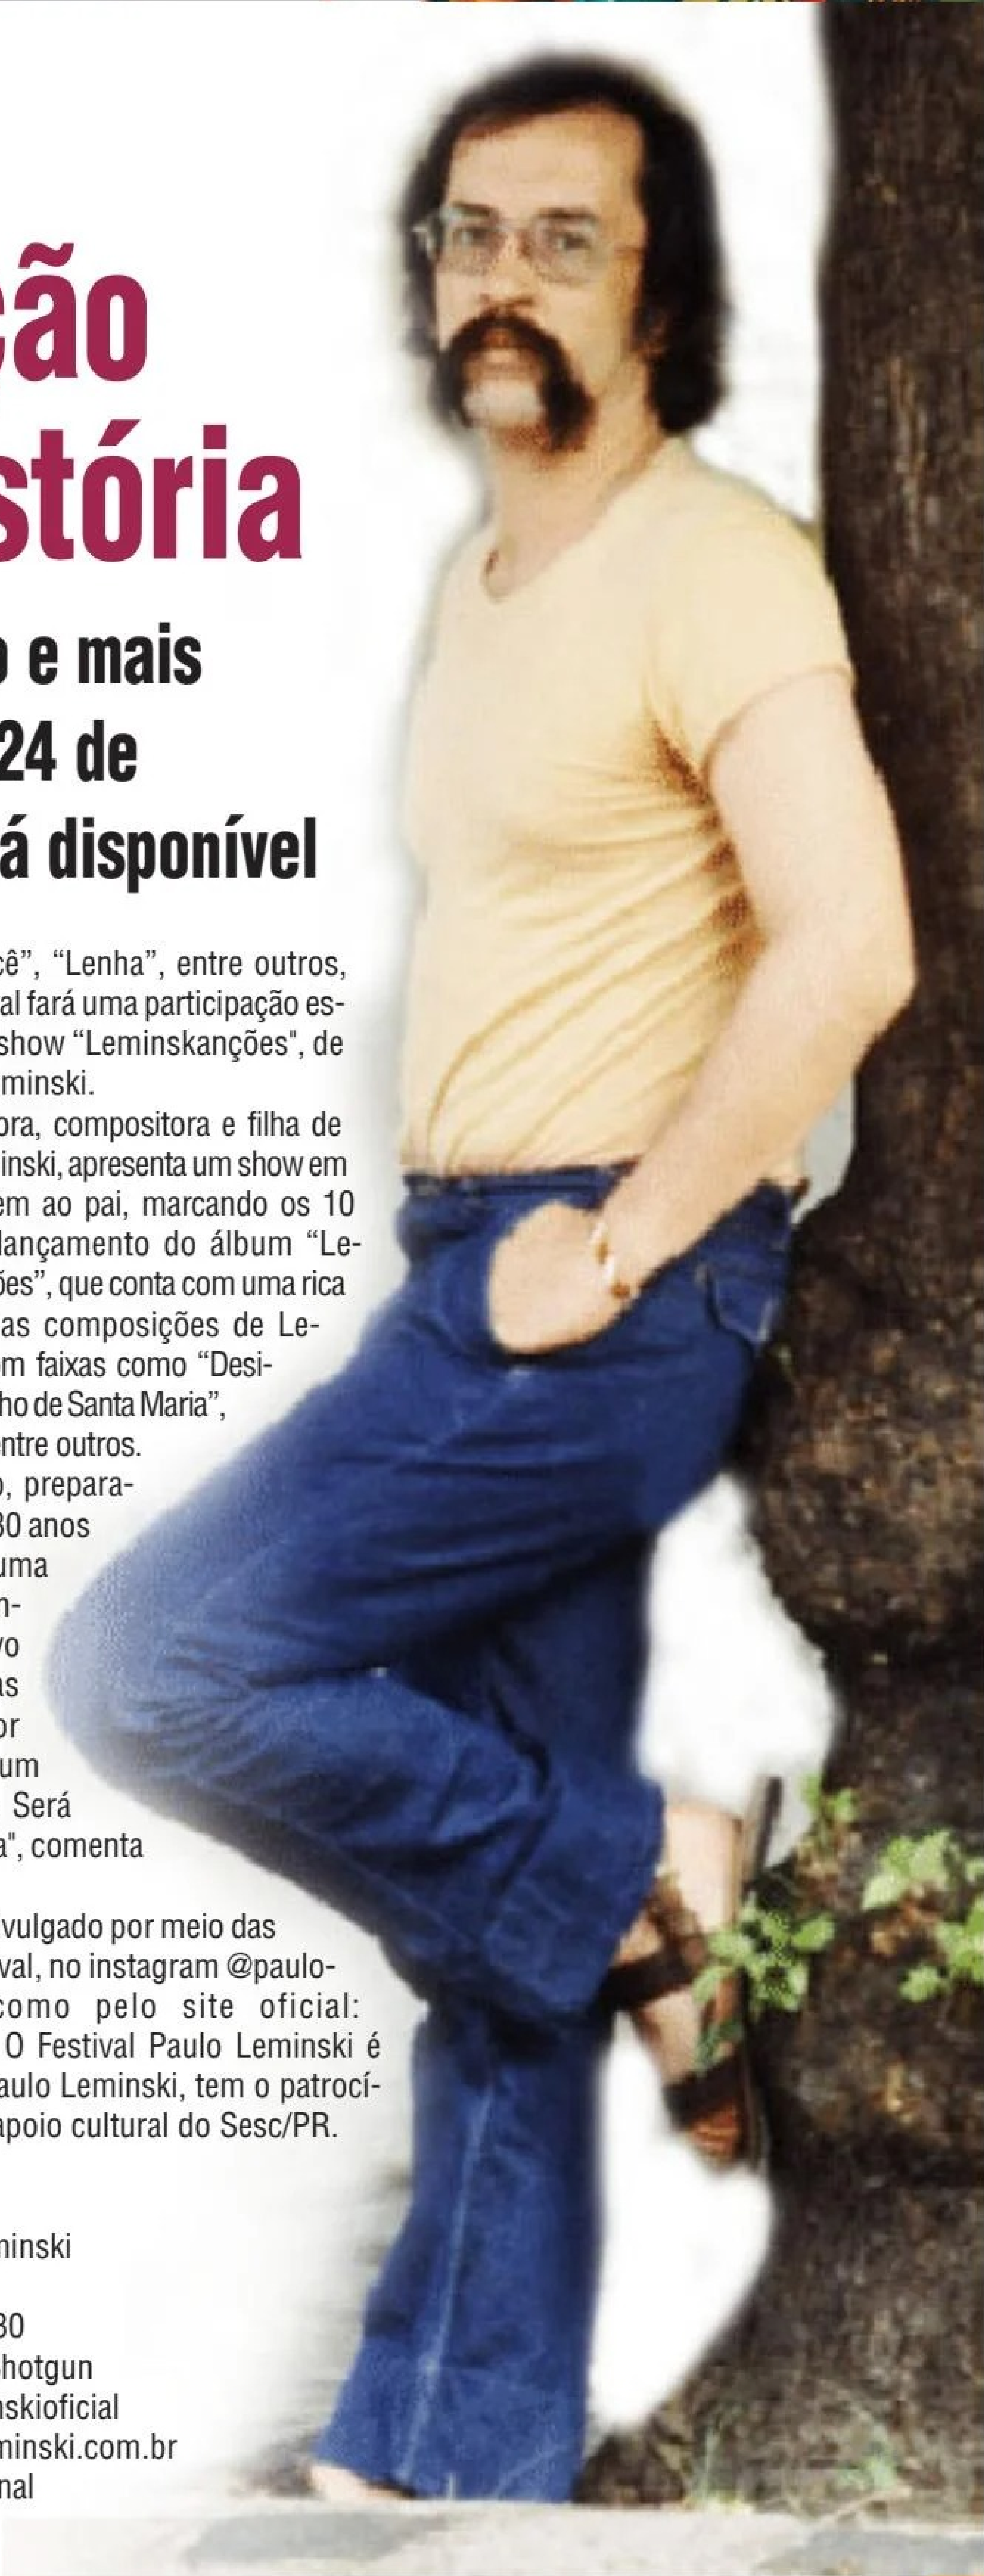 ção
stória
o e mais
24 de
á disponível
cê”, “Lenha”, entre outros,
al fará uma participação es-
show “Leminskanções", de
minski.
ora, compositora e filha de
inski, apresenta um show em
em ao pai, marcando os 10
lançamento do álbum “Le-
ões”, que conta com uma rica
as composições de Le-
m faixas como “Desi-
ho de Santa Maria”,
entre outros.
o, prepara-
30 anos
uma
n-
vo
as
or
um
Será
a", comenta
vulgado por meio das
val, no instagram @paulo-
como pelo site oficial:
O Festival Paulo Leminski é
aulo Leminski, tem o patrocí-
apoio cultural do Sesc/PR.
minski
30
Shotgun
nskioficial
minski.com.br
nal